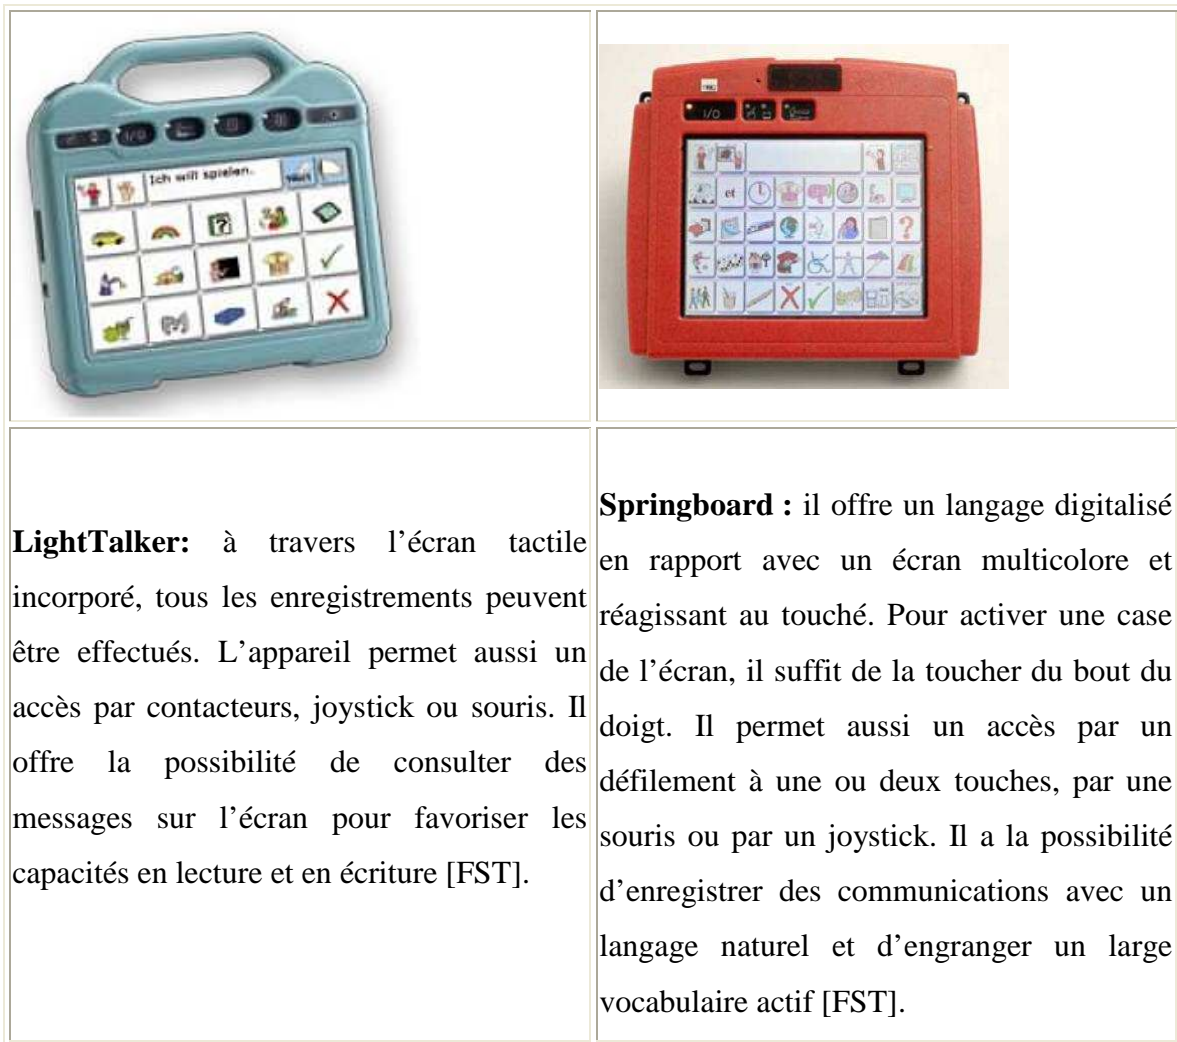 Ich will spielen.
I/O
I/O
et
LightTalker: à travers l’écran tactile
incorporé, tous les enregistrements peuvent
être effectués. L’appareil permet aussi un
accès par contacteurs, joystick ou souris. Il
offre la possibilité de consulter des
messages sur l’écran pour favoriser les
capacités en lecture et en écriture [FST].
Springboard : il offre un langage digitalisé
en rapport avec un écran multicolore et
réagissant au touché. Pour activer une case
de l’écran, il suffit de la toucher du bout du
doigt. Il permet aussi un accès par un
défilement à une ou deux touches, par une
souris ou par un joystick. Il a la possibilité
d’enregistrer des communications avec un
langage naturel et d’engranger un large
vocabulaire actif [FST].